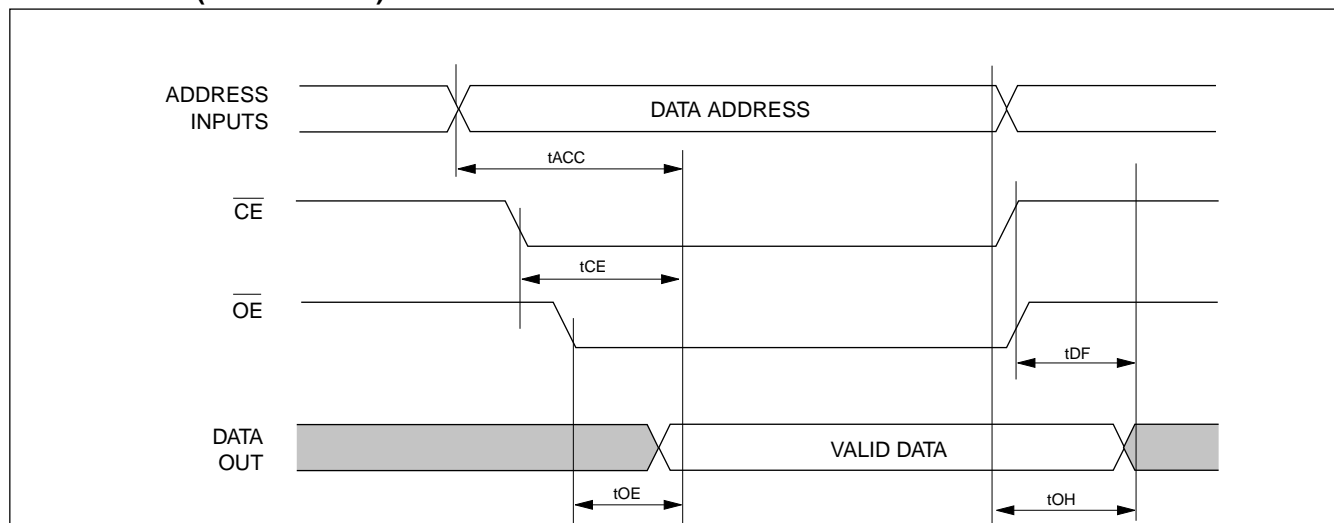 ADDRESS
INPUTS
DATA ADDRESS
tACC
CE
tCE
OE
tDF
DATA
OUT
VALID DATA
tOE
tOH